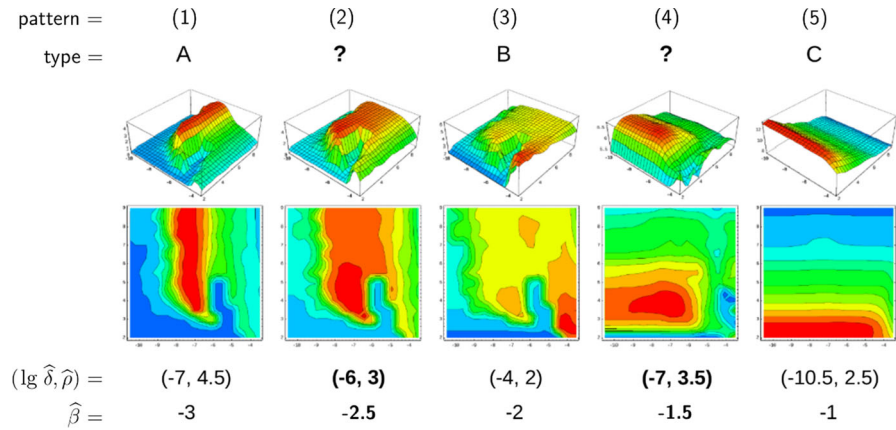 pattern = (1) (2) (3) (4) (5)
type = A ? B ? C
(lg δ̂, ρ̂) = (-7, 4.5) (-6, 3) (-4, 2) (-7, 3.5) (-10.5, 2.5)
β̂ = -3 -2.5 -2 -1.5 -1